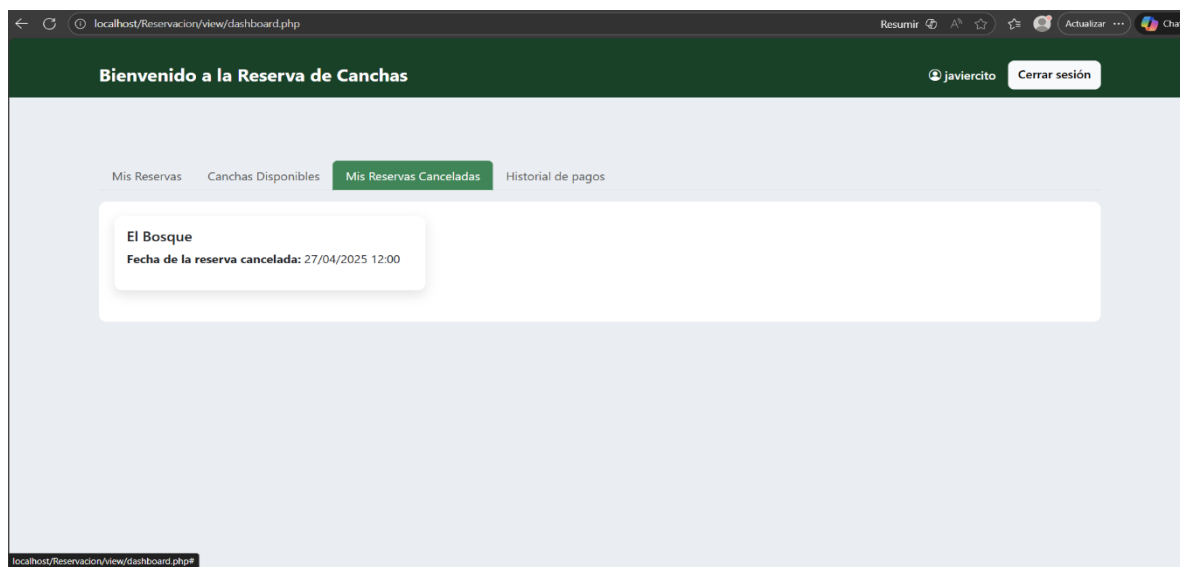 localhost/Reservacion/view/dashboard.php Resumir Actualizar
Bienvenido a la Reserva de Canchas javiercito Cerrar sesión
Mis Reservas Canchas Disponibles Mis Reservas Canceladas Historial de pagos
El Bosque
Fecha de la reserva cancelada: 27/04/2025 12:00
localhost/Reservacion/view/dashboard.php#